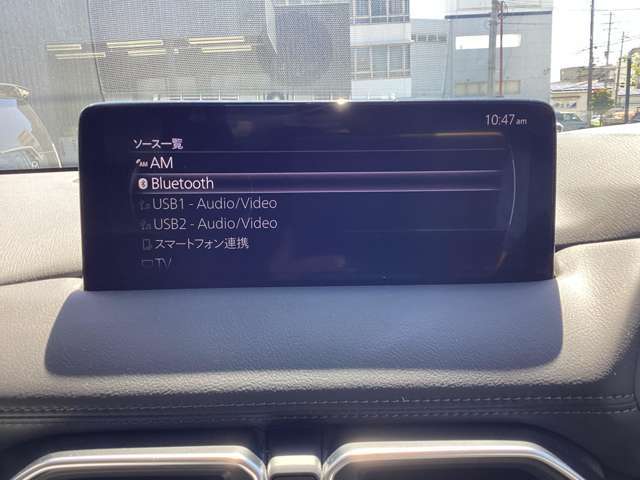 10:47am
ソース一覧
AM AM
Bluetooth
USB1 - Audio/Video
USB2 - Audio/Video
スマートフォン連携
TV